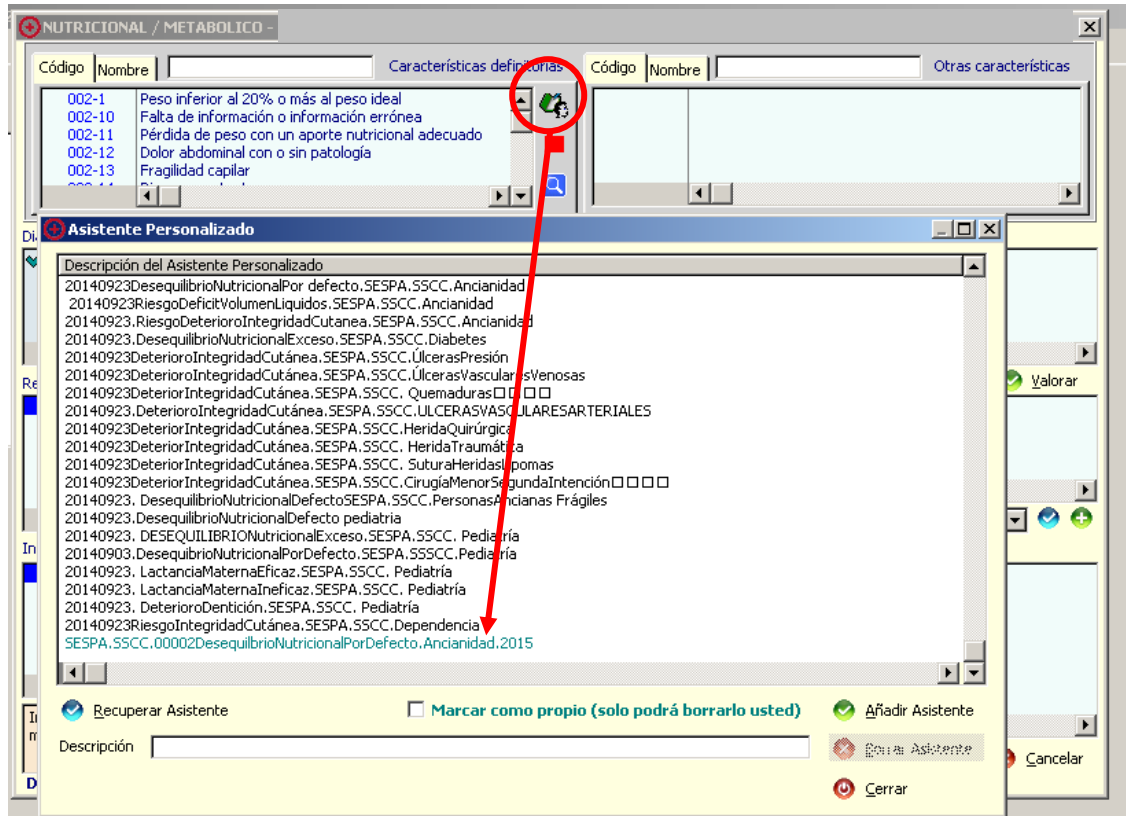 NUTRICIONAL / METABOLICO -
Código Nombre Características definitorias
Código Nombre Otras características
002-1 Peso inferior al 20% o más al peso ideal
002-10 Falta de información o información errónea
002-11 Pérdida de peso con un aporte nutricional adecuado
002-12 Dolor abdominal con o sin patología
002-13 Fragilidad capilar
Asistente Personalizado
Descripción del Asistente Personalizado
20140923DesequilibrioNutricionalPor defecto.SESPA.SSCC.Ancianidad
20140923RiesgoDeficitVolumenLiquidos.SESPA.SSCC.Ancianidad
20140923.RiesgoDeterioroIntegridadCutanea.SESPA.SSCC.Ancianidad
20140923.DesequilibrioNutricionalExceso.SESPA.SSCC.Diabetes
20140923DeterioroIntegridadCutánea.SESPA.SSCC.ÚlcerasPresión
20140923DeterioroIntegridadCutánea.SESPA.SSCC.ÚlcerasVascularesVenosas
20140923DeteriorIntegridadCutánea.SESPA.SSCC. Quemaduras□□□□
20140923.DeterioroIntegridadCutánea.SESPA.SSCC.ULCERASVASCULARESARTERIALES
20140923DeteriorIntegridadCutánea.SESPA.SSCC.HeridaQuirúrgica
20140923DeteriorIntegridadCutánea.SESPA.SSCC. HeridaTraumática
20140923DeteriorIntegridadCutánea.SESPA.SSCC. SuturaHeridasLipomas
20140923DeteriorIntegridadCutánea.SESPA.SSCC.CirugíaMenorSegundaIntención□□□□
20140923. DesequilibrioNutricionalDefectoSESPA.SSCC.PersonasAncianas Frágiles
20140923.DesequilibrioNutricionalDefecto pediatria
20140923. DESEQUILIBRIONutricionalExceso.SESPA.SSCC. Pediatría
20140903.DesequibrioNutricionalPorDefecto.SESPA.SSSCC.Pediatría
20140923. LactanciaMaternaEficaz.SESPA.SSCC. Pediatría
20140923. LactanciaMaternaIneficaz.SESPA.SSCC. Pediatría
20140923. DeterioroDentición.SESPA.SSCC. Pediatría
20140923RiesgoIntegridadCutánea.SESPA.SSCC.Dependencia
SESPA.SSCC.00002DesequilbrioNutricionalPorDefecto.Ancianidad.2015
Valorar
Recuperar Asistente
Marcar como propio (solo podrá borrarlo usted)
Añadir Asistente
Descripción
Borrar Asistente
Cancelar
Cerrar